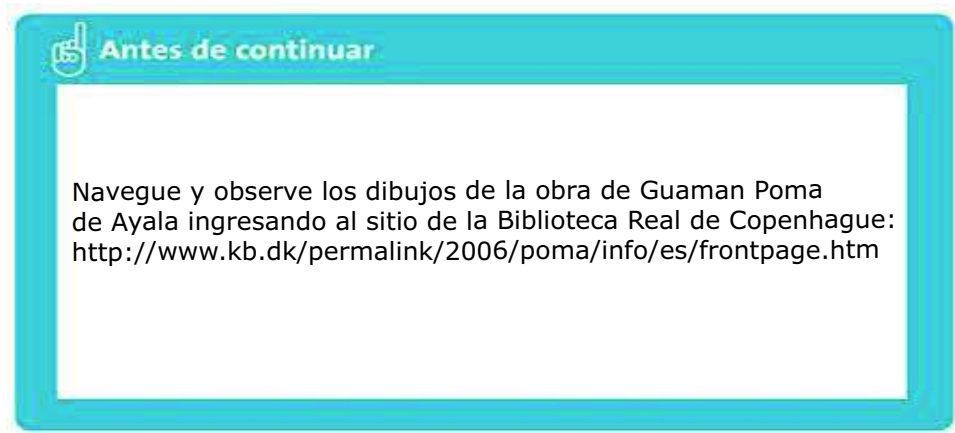 Antes de continuar
Navegue y observe los dibujos de la obra de Guaman Poma
de Ayala ingresando al sitio de la Biblioteca Real de Copenhague:
http://www.kb.dk/permalink/2006/poma/info/es/frontpage.htm